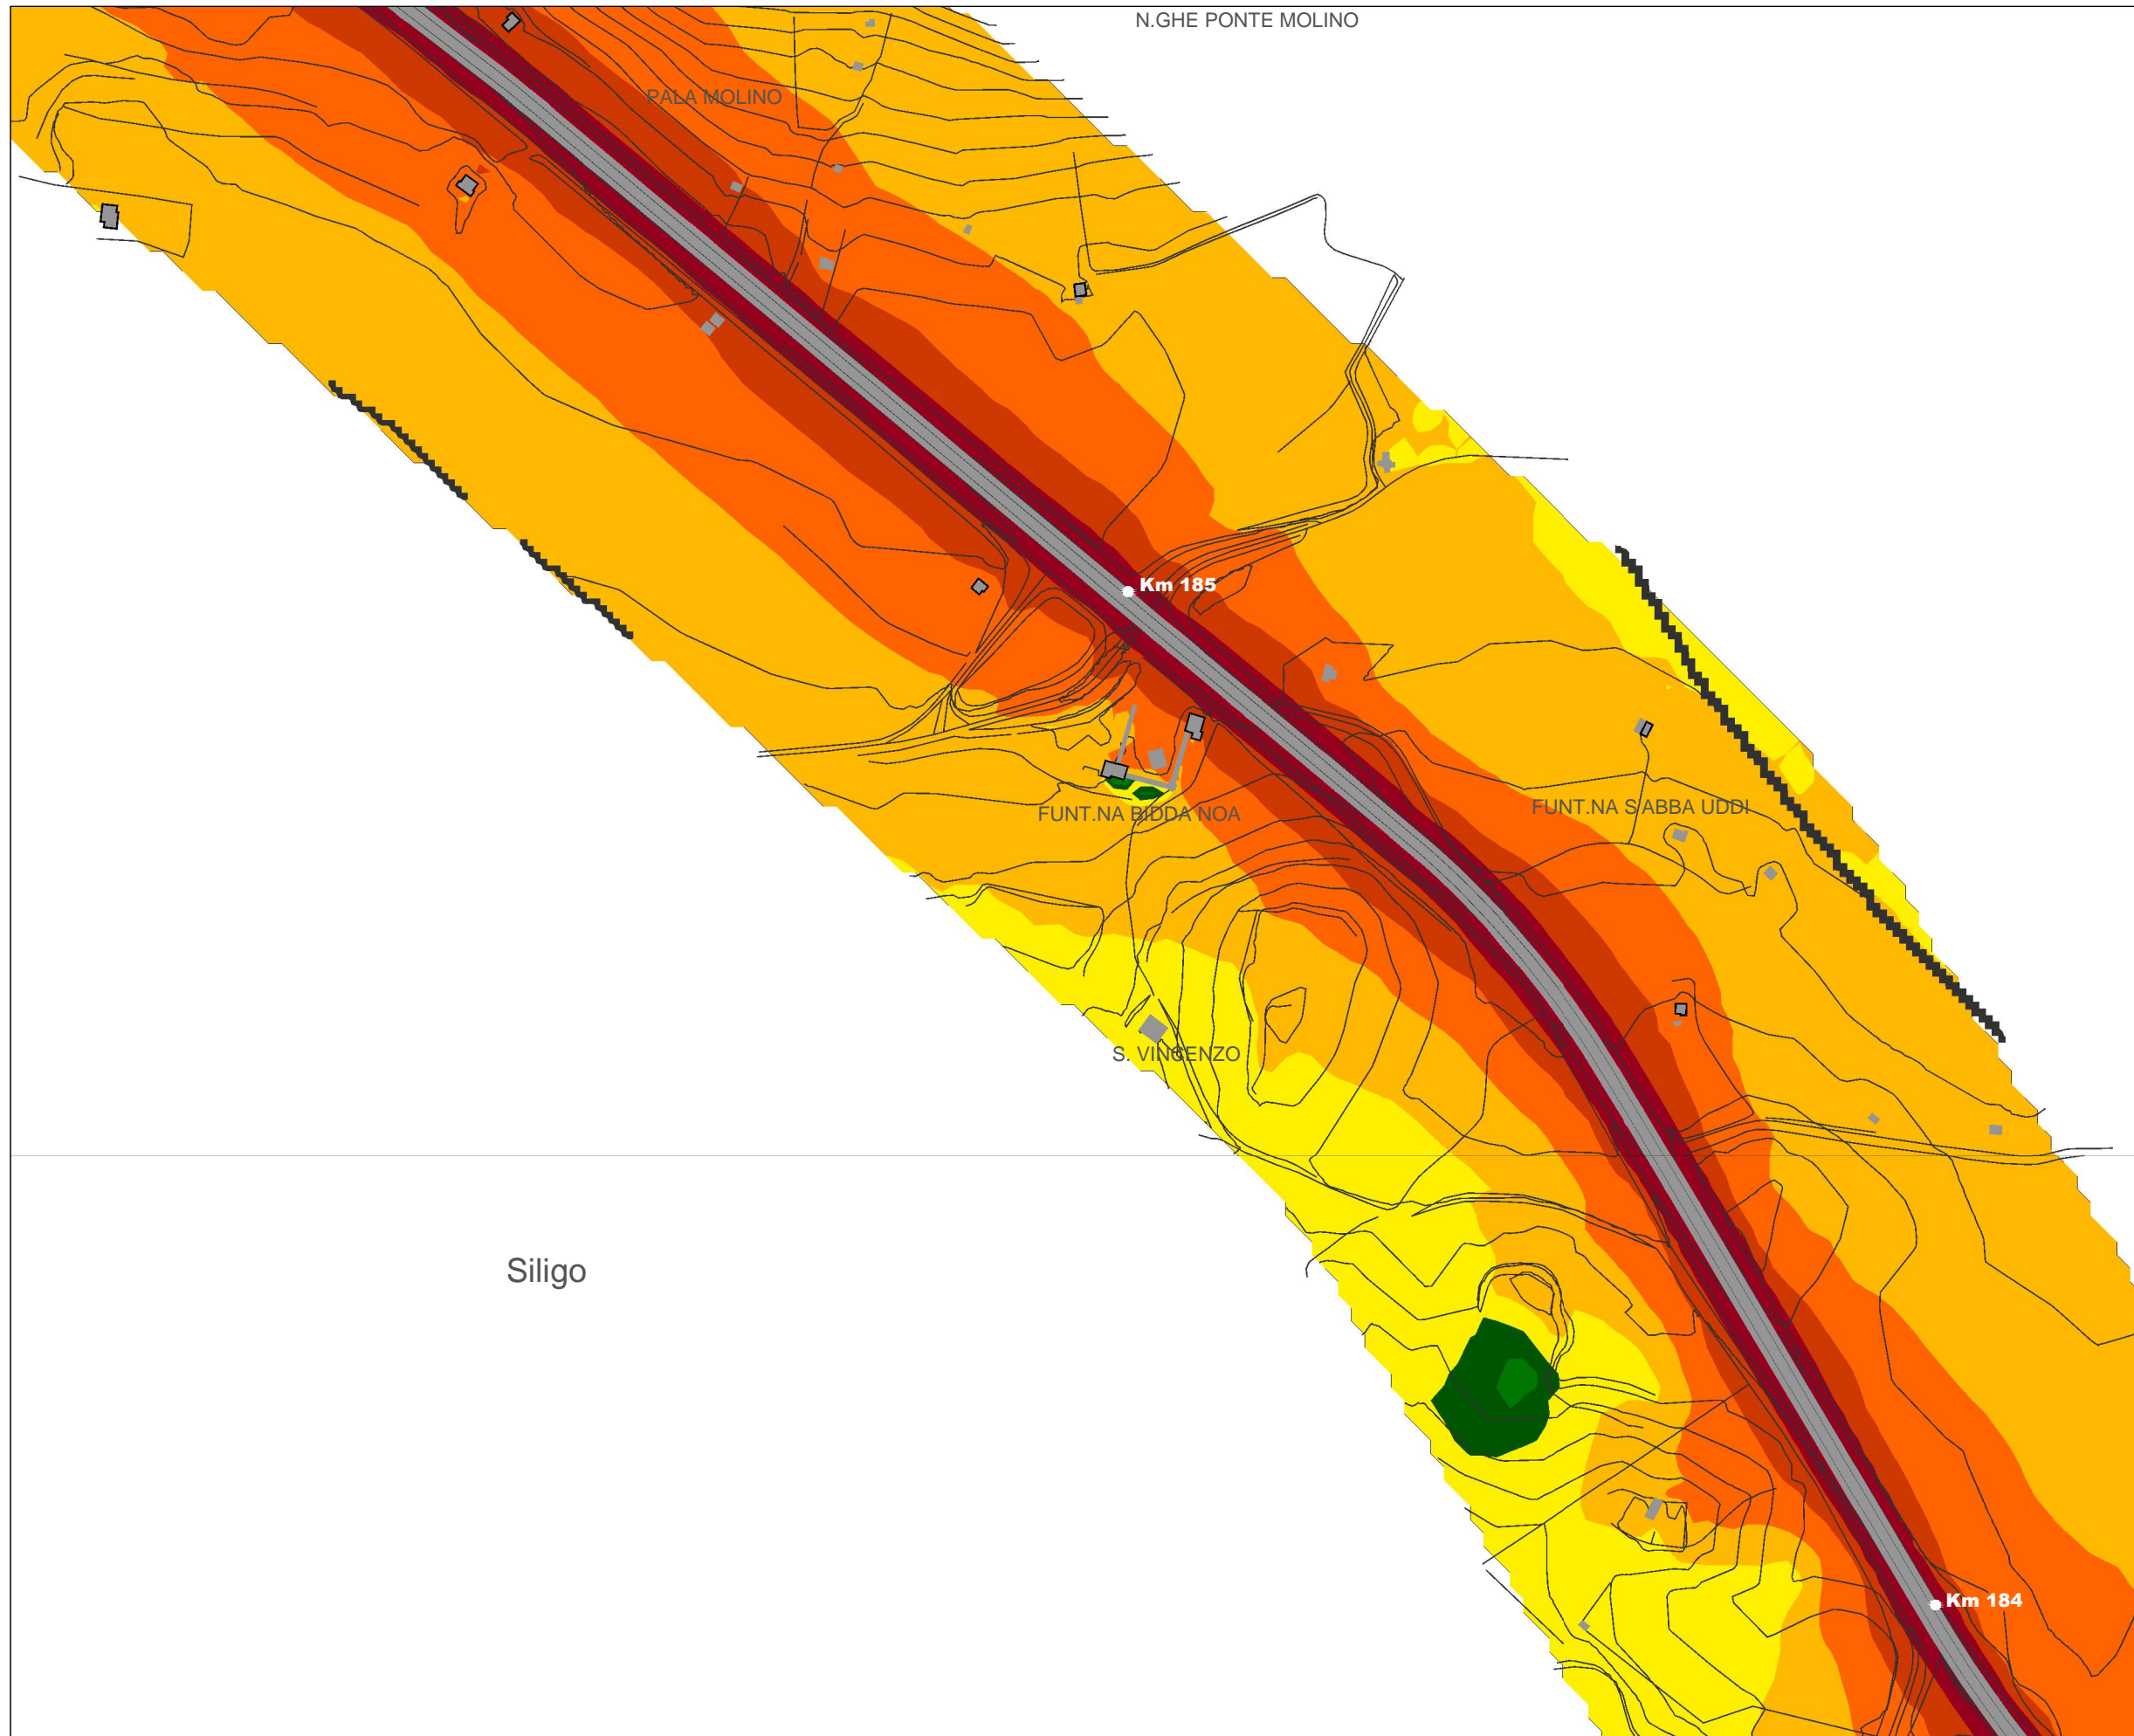 N.GHE PONTE MOLINO
PALA MOLINO
Km 185
FUNT.NA BIDDA NOA
FUNT.NA S ABBA UDDI
S. VINCENZO
Siligo
Km 184